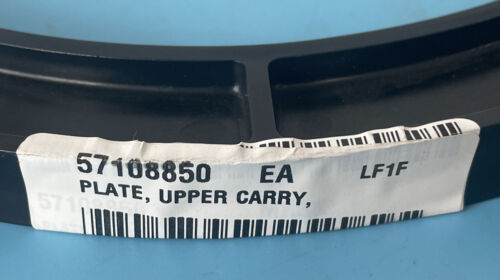 57108850 EA LF1F
PLATE, UPPER CARRY,